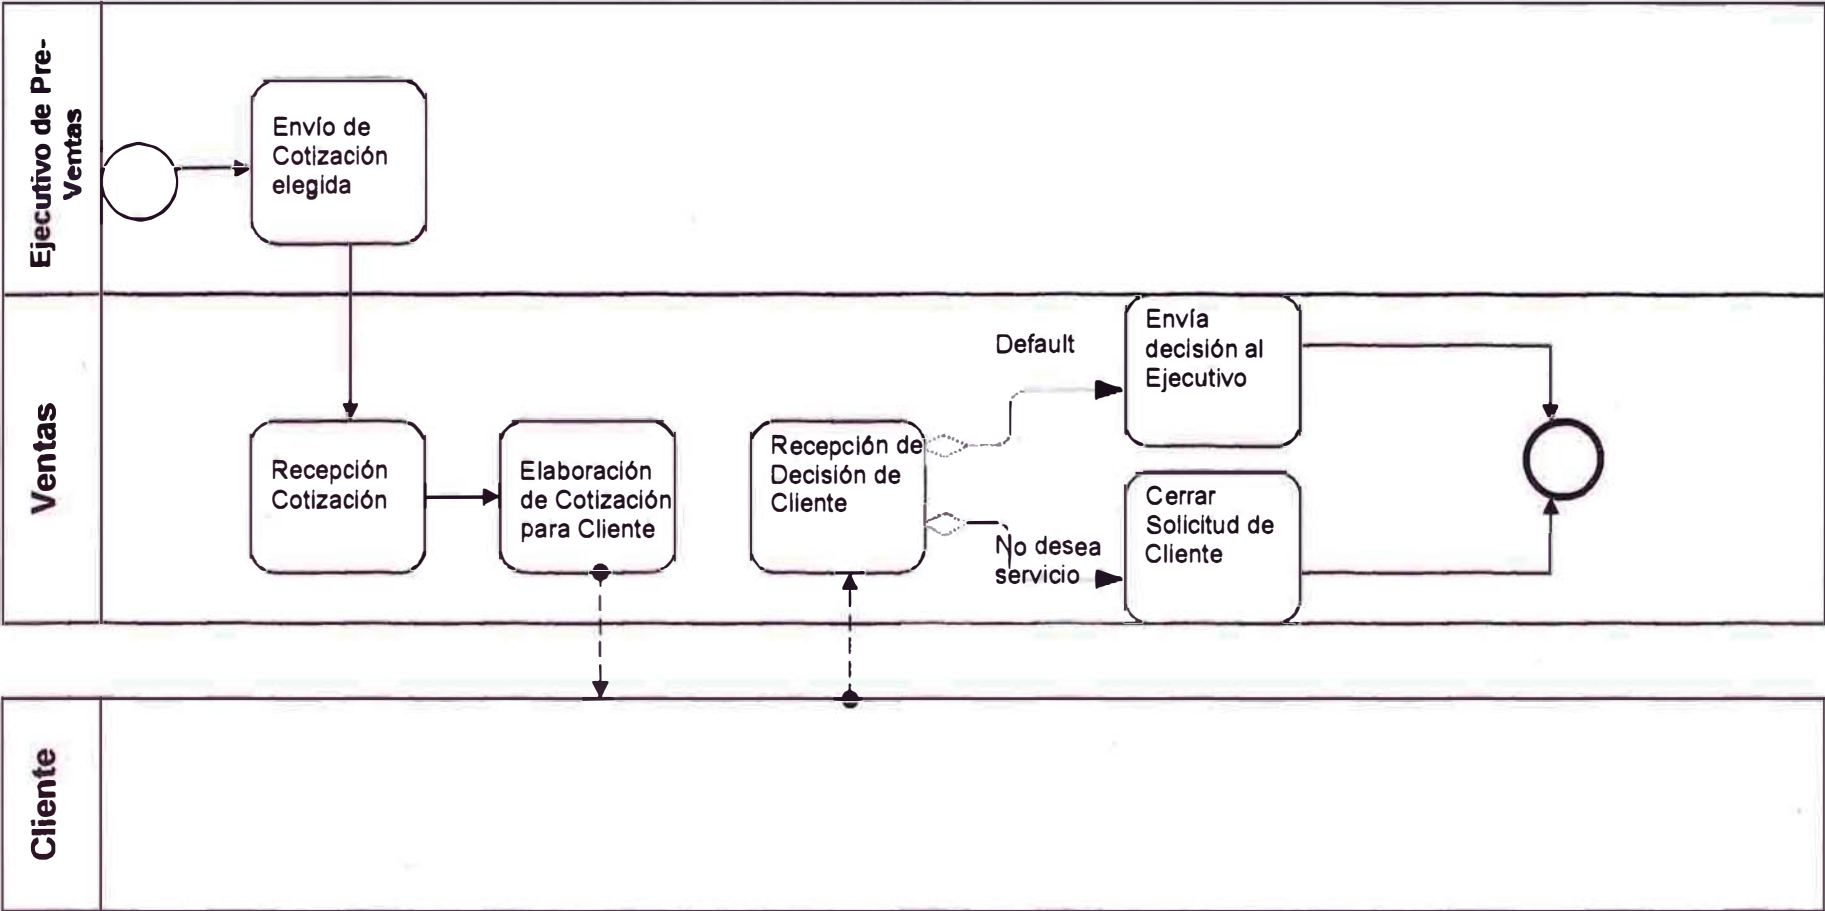 Ejecutivo de Pre-
Ventas
Envío de
Cotización
elegida
Ventas
Recepción
Cotización
Elaboración
de Cotización
para Cliente
Recepción de
Decisión de
Cliente
Default
Envía
decisión al
Ejecutivo
No desea
servicio
Cerrar
Solicitud de
Cliente
Cliente